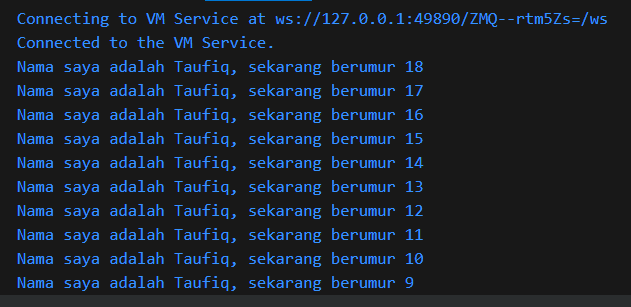 Connecting to VM Service at ws://127.0.0.1:49890/ZMQ--rtm5Zs=/ws
Connected to the VM Service.
Nama saya adalah Taufiq, sekarang berumur 18
Nama saya adalah Taufiq, sekarang berumur 17
Nama saya adalah Taufiq, sekarang berumur 16
Nama saya adalah Taufiq, sekarang berumur 15
Nama saya adalah Taufiq, sekarang berumur 14
Nama saya adalah Taufiq, sekarang berumur 13
Nama saya adalah Taufiq, sekarang berumur 12
Nama saya adalah Taufiq, sekarang berumur 11
Nama saya adalah Taufiq, sekarang berumur 10
Nama saya adalah Taufiq, sekarang berumur 9